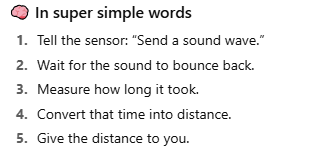 🧠 In super simple words
1. Tell the sensor: “Send a sound wave.”
2. Wait for the sound to bounce back.
3. Measure how long it took.
4. Convert that time into distance.
5. Give the distance to you.